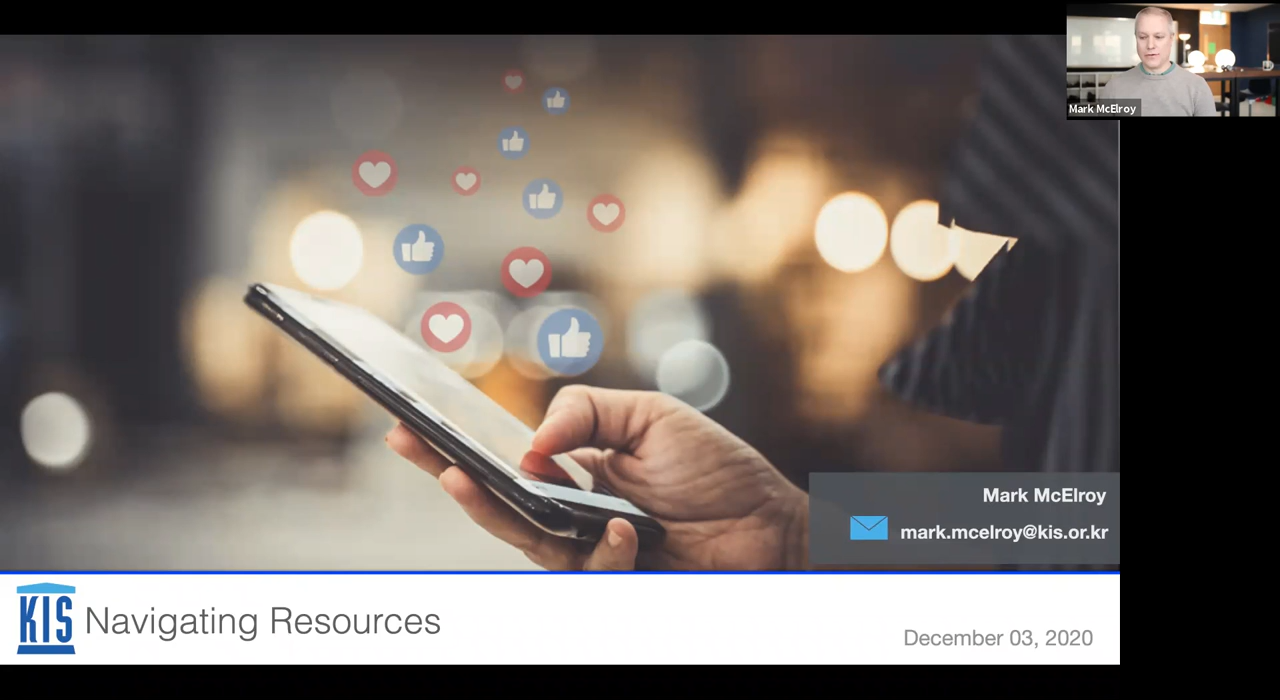 Mark McElroy
Mark McElroy
mark.mcelroy@kis.or.kr
KIS Navigating Resources
December 03, 2020